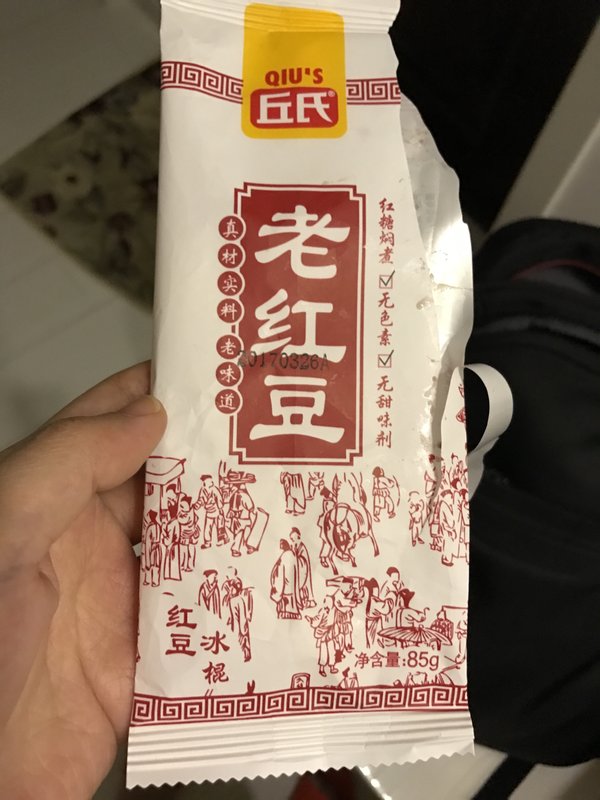 QIU'S
丘氏®
真材实料老味道
老红豆
20170326A
红糖焖煮☑无色素☑无甜味剂
红豆
冰棍
净含量:85g